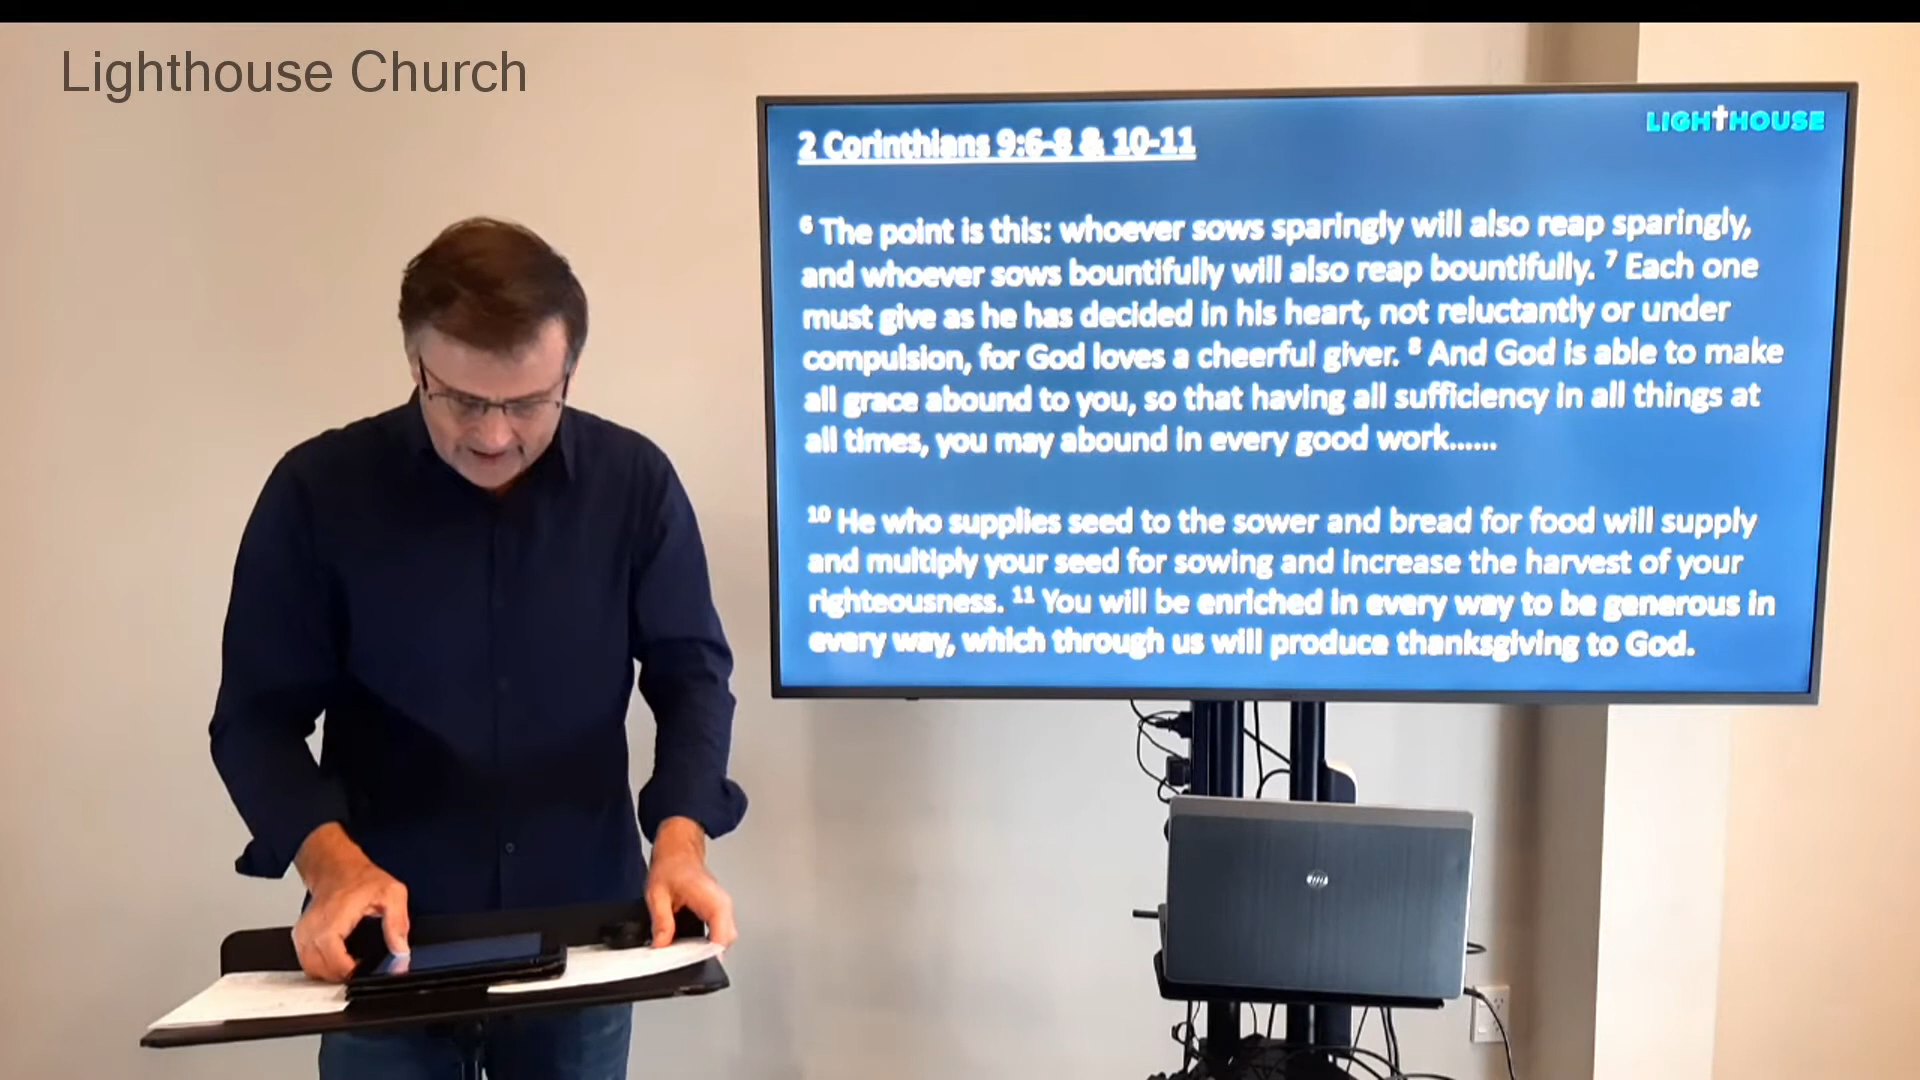 Lighthouse Church
LIGHTHOUSE
2 Corinthians 9:6-8 & 10-11
6 The point is this: whoever sows sparingly will also reap sparingly,
and whoever sows bountifully will also reap bountifully. 7 Each one
must give as he has decided in his heart, not reluctantly or under
compulsion, for God loves a cheerful giver. 8 And God is able to make
all grace abound to you, so that having all sufficiency in all things at
all times, you may abound in every good work......
10 He who supplies seed to the sower and bread for food will supply
and multiply your seed for sowing and increase the harvest of your
righteousness. 11 You will be enriched in every way to be generous in
every way, which through us will produce thanksgiving to God.
hp